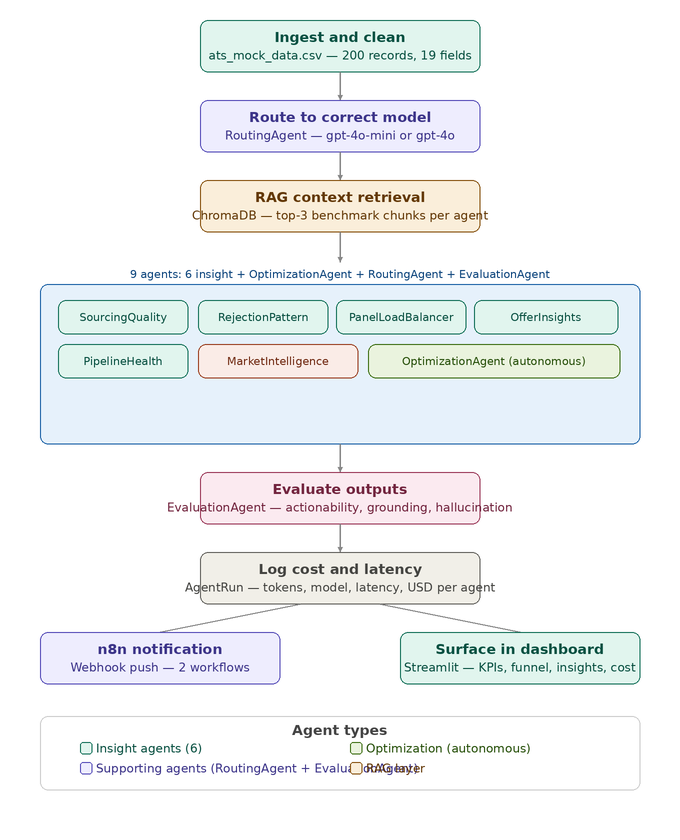 Ingest and clean
ats_mock_data.csv — 200 records, 19 fields
Route to correct model
RoutingAgent — gpt-4o-mini or gpt-4o
RAG context retrieval
ChromaDB — top-3 benchmark chunks per agent
9 agents: 6 insight + OptimizationAgent + RoutingAgent + EvaluationAgent
SourcingQuality RejectionPattern PanelLoadBalancer OfferInsights
PipelineHealth MarketIntelligence OptimizationAgent (autonomous)
Evaluate outputs
EvaluationAgent — actionability, grounding, hallucination
Log cost and latency
AgentRun — tokens, model, latency, USD per agent
n8n notification Surface in dashboard
Webhook push — 2 workflows Streamlit — KPIs, funnel, insights, cost
Agent types
Insight agents (6) Optimization (autonomous)
Supporting agents (RoutingAgent + EvaluationAgent) RAG layer